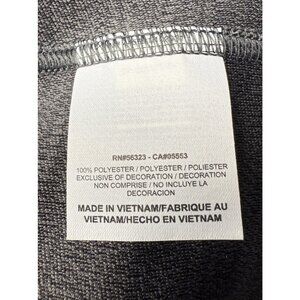 RN#56323 - CA#05553
100% POLYESTER / POLYESTER / POLIESTER
EXCLUSIVE OF DECORATION / DECORATION
NON COMPRISE / NO INCLUYE LA
DECORACION
MADE IN VIETNAM/FABRIQUE AU
VIETNAM/HECHO EN VIETNAM